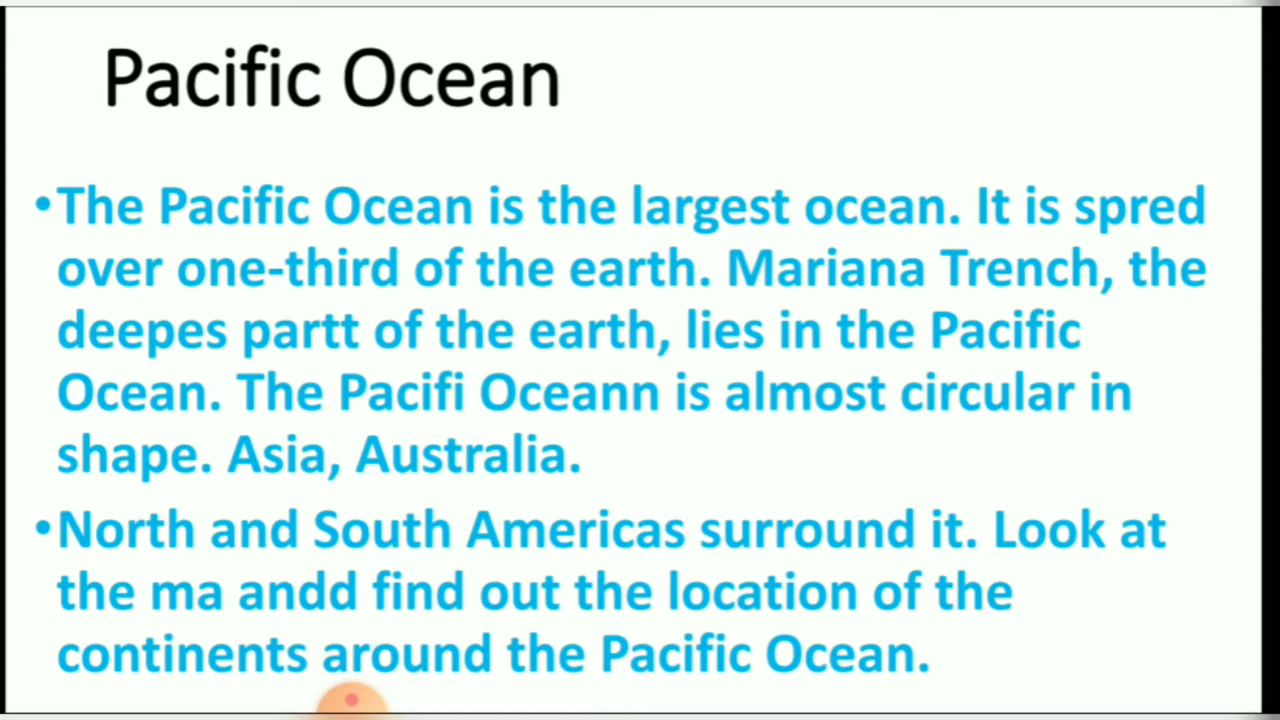 Pacific Ocean
•The Pacific Ocean is the largest ocean. It is spred
over one-third of the earth. Mariana Trench, the
deepes partt of the earth, lies in the Pacific
Ocean. The Pacifi Oceann is almost circular in
shape. Asia, Australia.
•North and South Americas surround it. Look at
the ma andd find out the location of the
continents around the Pacific Ocean.